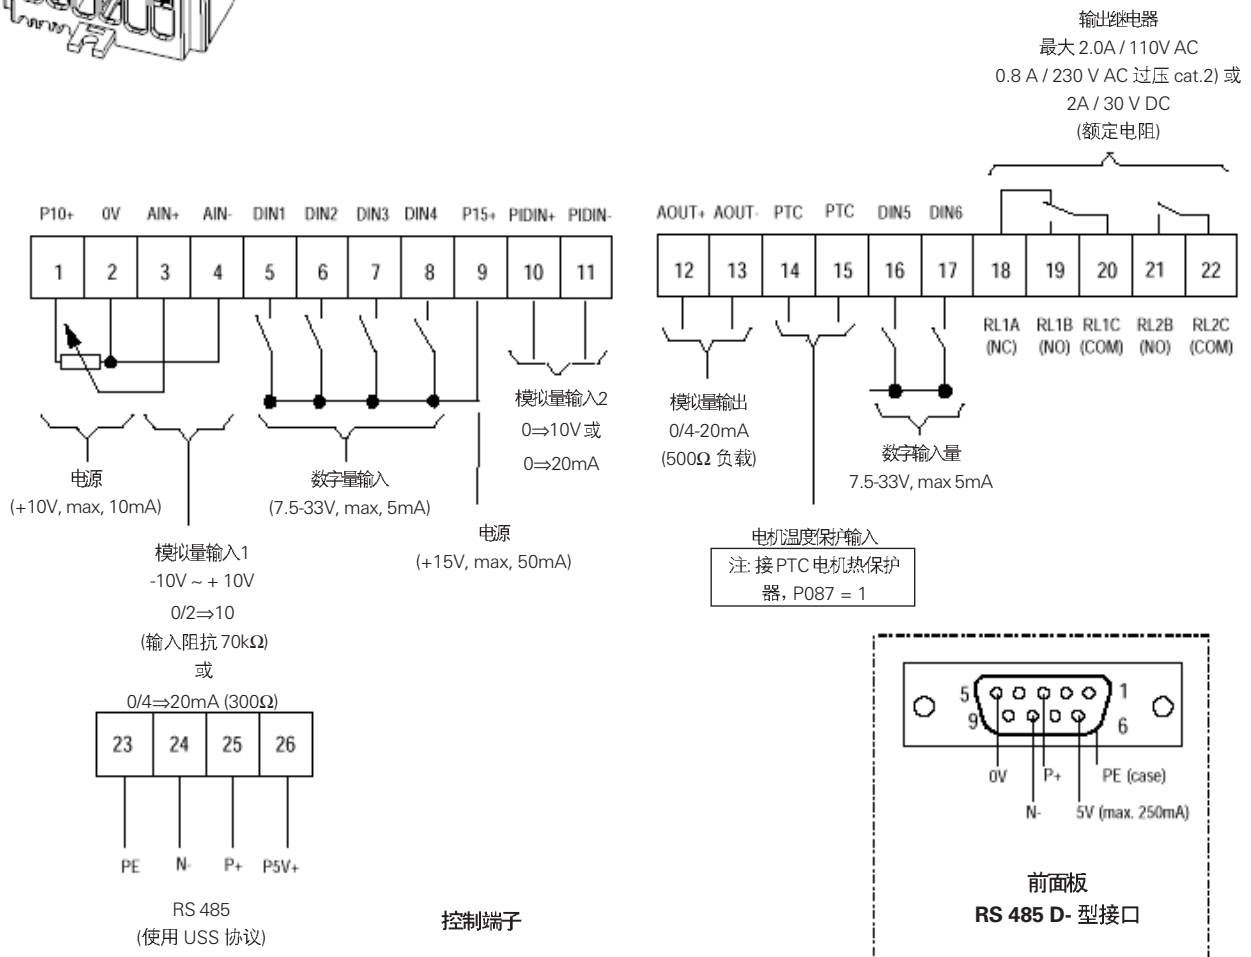 输出继电器
最大 2.0A / 110V AC
0.8 A / 230 V AC 过压 cat.2) 或
2A / 30 V DC
(额定电阻)
P10+ 0V AIN+ AIN- DIN1 DIN2 DIN3 DIN4 P15+ PIDIN+ PIDIN-
1 2 3 4 5 6 7 8 9 10 11
AOUT+ AOUT- PTC PTC DIN5 DIN6
12 13 14 15 16 17 18 19 20 21 22
RL1A RL1B RL1C RL2B RL2C
(NC) (NO) (COM) (NO) (COM)
电源
(+10V, max, 10mA)
模拟量输入1
-10V ~ + 10V
0/2⇒10
(输入阻抗 70kΩ)
或
0/4⇒20mA (300Ω)
数字量输入
(7.5-33V, max, 5mA)
电源
(+15V, max, 50mA)
模拟量输入2
0⇒10V 或
0⇒20mA
模拟量输出
0/4-20mA
(500Ω 负载)
电机温度保护输入
注: 接 PTC 电机热保护
器，P087 = 1
数字输入量
7.5-33V, max 5mA
23 24 25 26
PE N- P+ P5V+
RS 485
(使用 USS 协议)
控制端子
5 1
9 6
0V P+ PE (case)
N- 5V (max. 250mA)
前面板
RS 485 D- 型接口